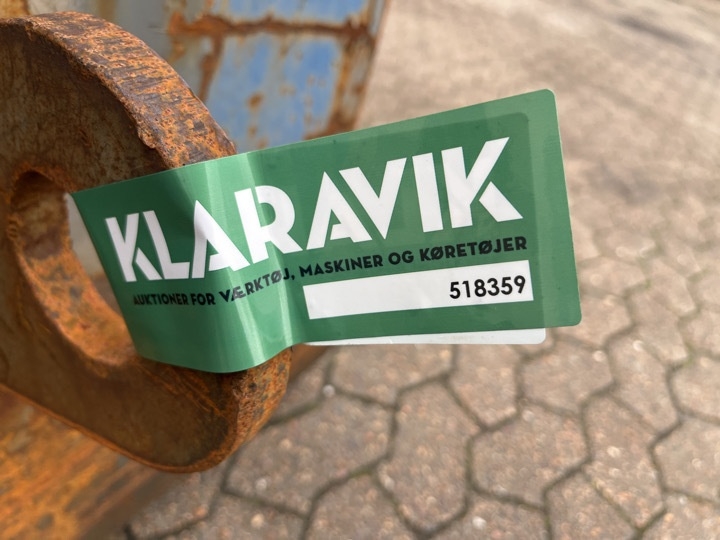 KLARAVIK
AUKTIONER FOR VÆRKTØJ, MASKINER OG KØRETØJER
518359